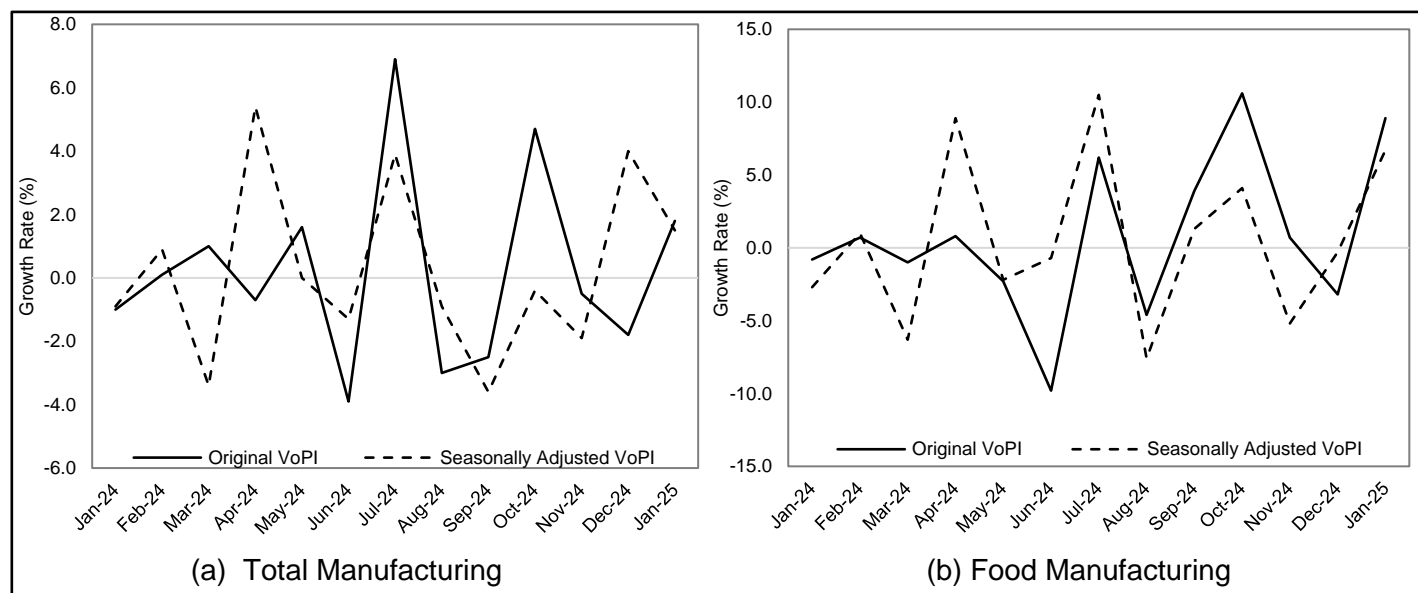 8.0
6.0
4.0
2.0
0.0
-2.0
-4.0
-6.0
Growth Rate (%)
Original VoPI
Seasonally Adjusted VoPI
Jan-24
Feb-24
Mar-24
Apr-24
May-24
Jun-24
Jul-24
Aug-24
Sep-24
Oct-24
Nov-24
Dec-24
Jan-25
(a) Total Manufacturing
15.0
10.0
5.0
0.0
-5.0
-10.0
-15.0
Growth Rate (%)
Original VoPI
Seasonally Adjusted VoPI
Jan-24
Feb-24
Mar-24
Apr-24
May-24
Jun-24
Jul-24
Aug-24
Sep-24
Oct-24
Nov-24
Dec-24
Jan-25
(b) Food Manufacturing